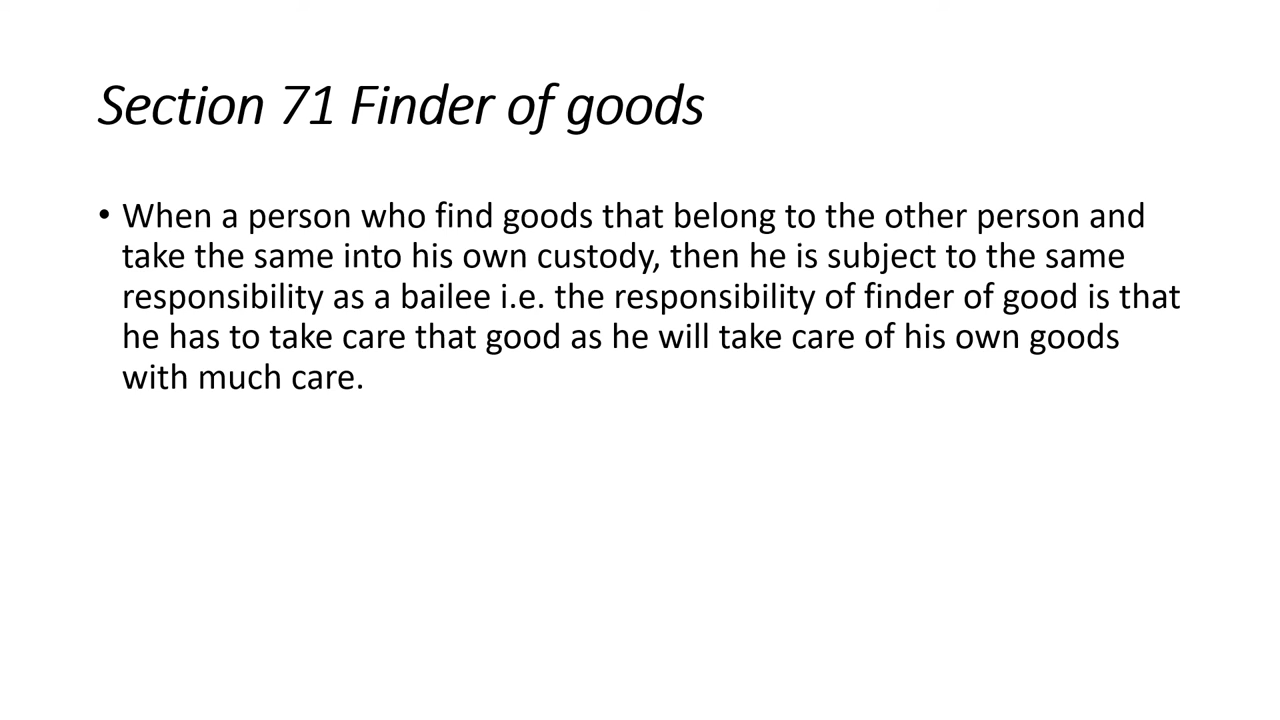 Section 71 Finder of goods
• When a person who find goods that belong to the other person and
take the same into his own custody, then he is subject to the same
responsibility as a bailee i.e. the responsibility of finder of good is that
he has to take care that good as he will take care of his own goods
with much care.